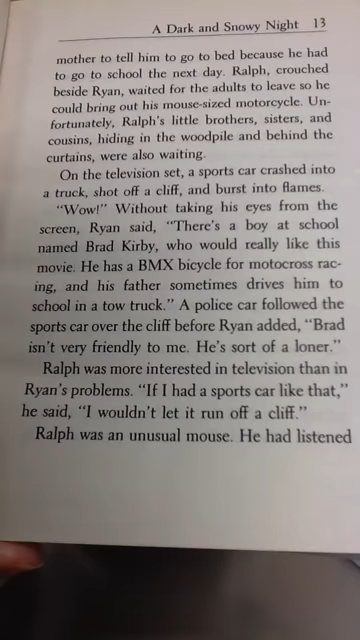 A Dark and Snowy Night 13
mother to tell him to go to bed because he had
to go to school the next day. Ralph, crouched
beside Ryan, waited for the adults to leave so he
could bring out his mouse-sized motorcycle. Un-
fortunately, Ralph's little brothers, sisters, and
cousins, hiding in the woodpile and behind the
curtains, were also waiting.
On the television set, a sports car crashed into
a truck, shot off a cliff, and burst into flames.
"Wow!" Without taking his eyes from the
screen, Ryan said, "There's a boy at school
named Brad Kirby, who would really like this
movie. He has a BMX bicycle for motocross rac-
ing, and his father sometimes drives him to
school in a tow truck." A police car followed the
sports car over the cliff before Ryan added, "Brad
isn't very friendly to me. He's sort of a loner."
Ralph was more interested in television than in
Ryan's problems. "If I had a sports car like that,"
he said, "I wouldn't let it run off a cliff."
Ralph was an unusual mouse. He had listened